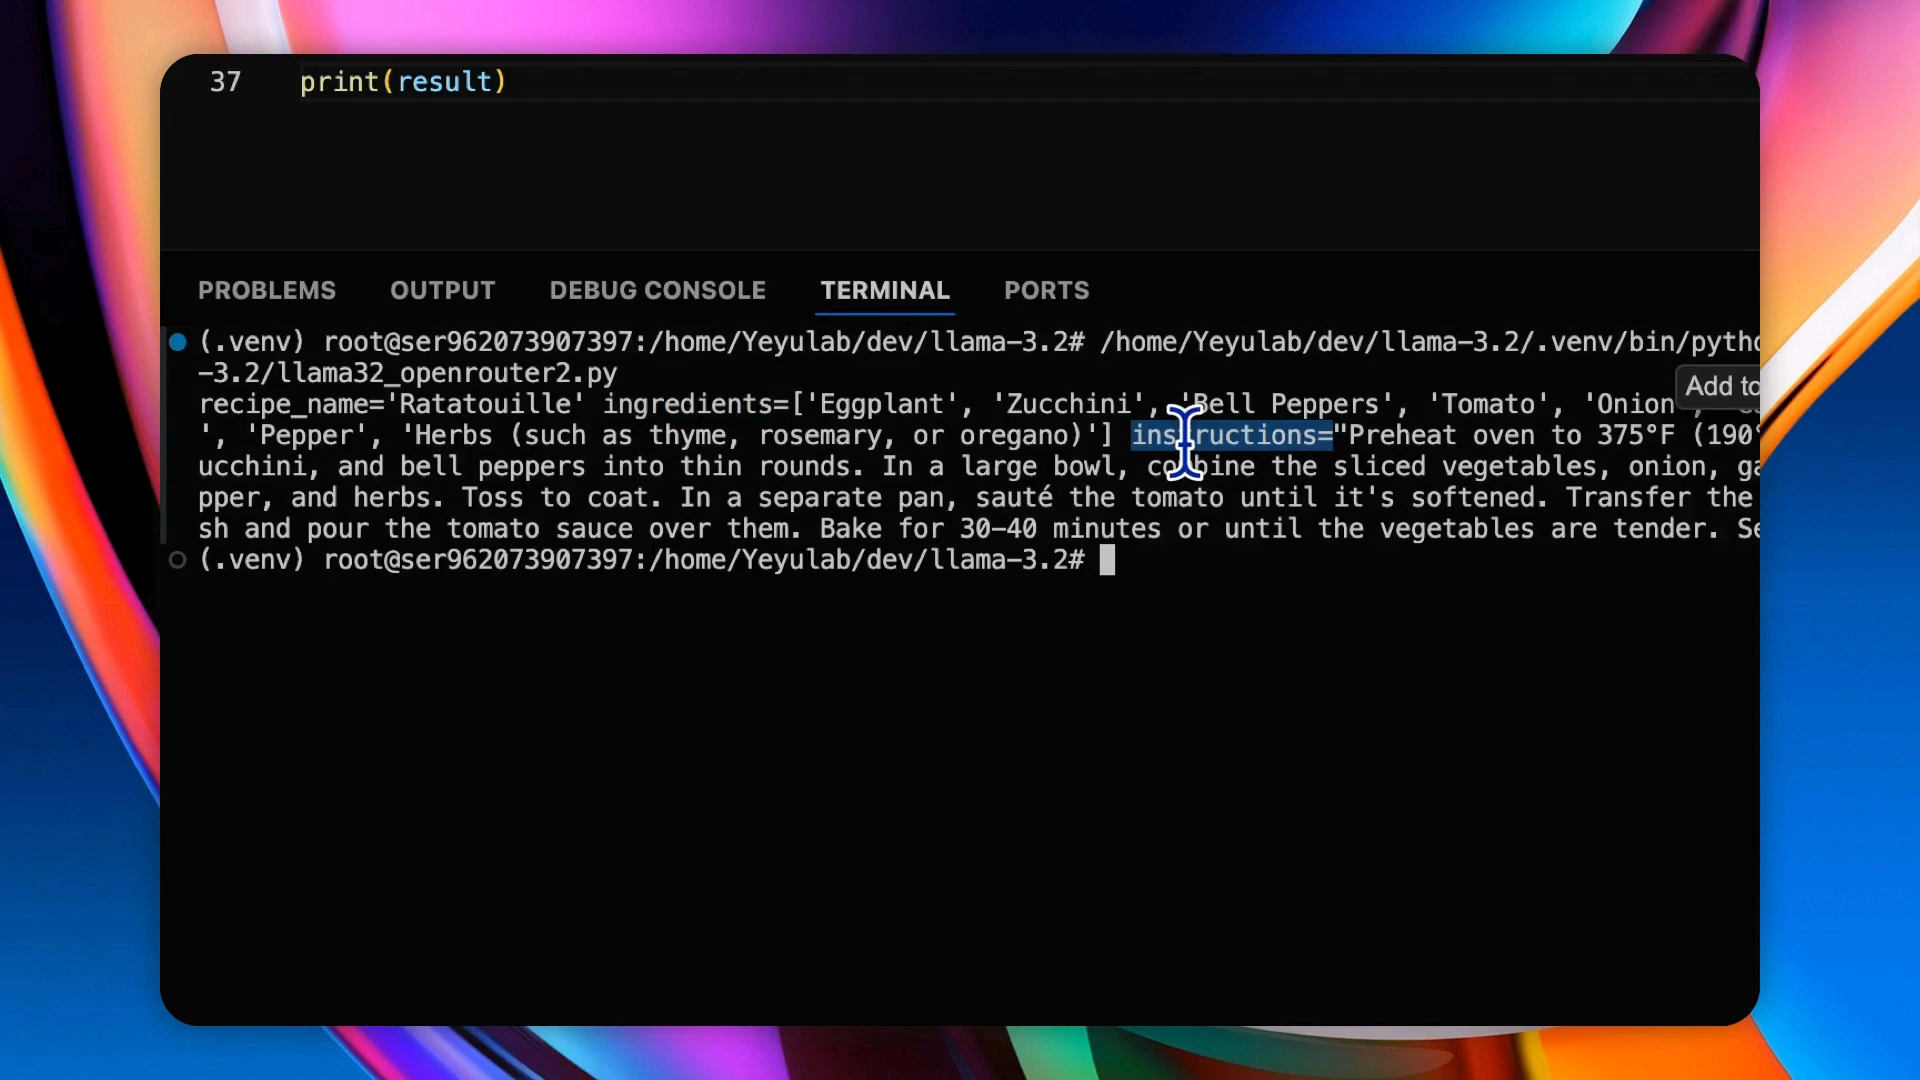 37 print(result)
PROBLEMS OUTPUT DEBUG CONSOLE TERMINAL PORTS
(.venv) root@ser962073907397:/home/Yeyulab/dev/llama-3.2# /home/Yeyulab/dev/llama-3.2/.venv/bin/pytho
-3.2/llama32_openrouter2.py
Add to
recipe_name='Ratatouille' ingredients=['Eggplant', 'Zucchini', 'Bell Peppers', 'Tomato', 'Onion',
', 'Pepper', 'Herbs (such as thyme, rosemary, or oregano)'] instructions="Preheat oven to 375°F (190°
ucchini, and bell peppers into thin rounds. In a large bowl, combine the sliced vegetables, onion, ga
pper, and herbs. Toss to coat. In a separate pan, sauté the tomato until it's softened. Transfer the
sh and pour the tomato sauce over them. Bake for 30-40 minutes or until the vegetables are tender. Se
(.venv) root@ser962073907397:/home/Yeyulab/dev/llama-3.2#